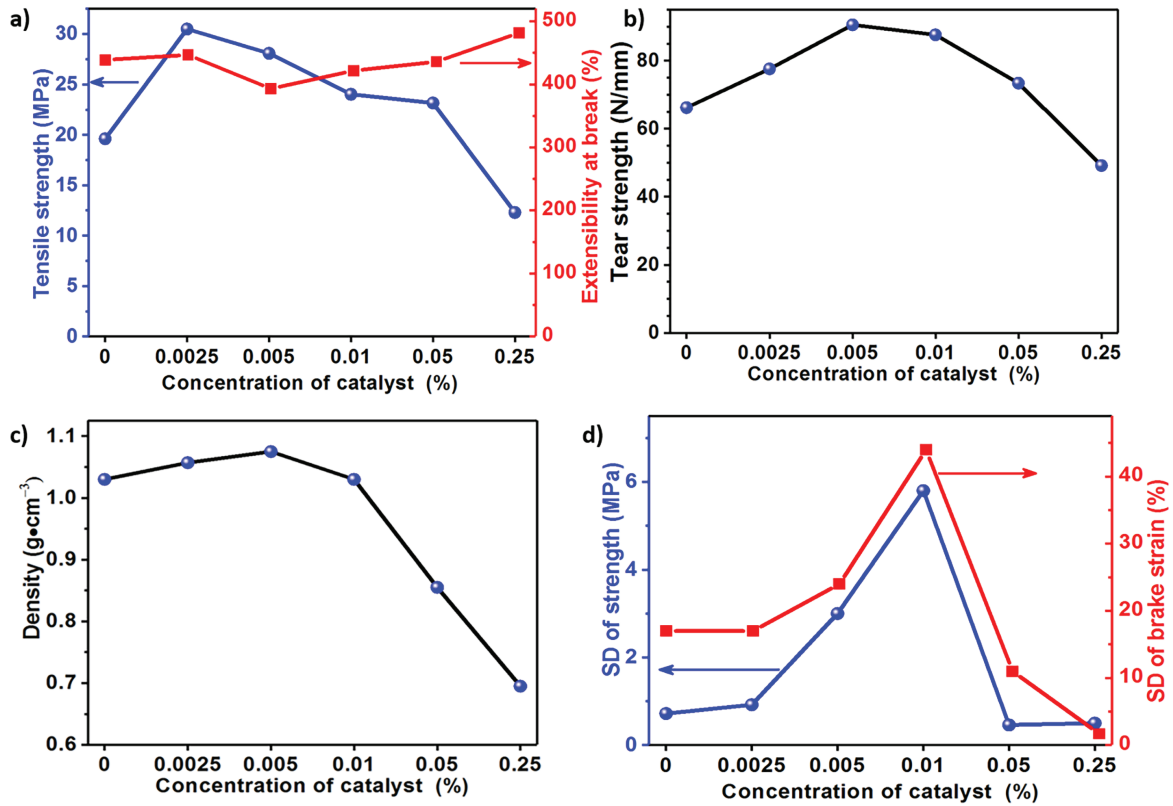 a)
30
25
20
15
10
5
0
Tensile strength (MPa)
500
400
300
200
100
0
Extensibility at break (%)
0 0.0025 0.005 0.01 0.05 0.25
Concentration of catalyst (%)
b)
80
60
40
20
0
Tear strength (N/mm)
0 0.0025 0.005 0.01 0.05 0.25
Concentration of catalyst (%)
c)
1.1
1.0
0.9
0.8
0.7
0.6
Density (g•cm⁻³)
0 0.0025 0.005 0.01 0.05 0.25
Concentration of catalyst (%)
d)
6
4
2
0
SD of strength (MPa)
40
30
20
10
0
SD of brake strain (%)
0 0.0025 0.005 0.01 0.05 0.25
Concentration of catalyst (%)